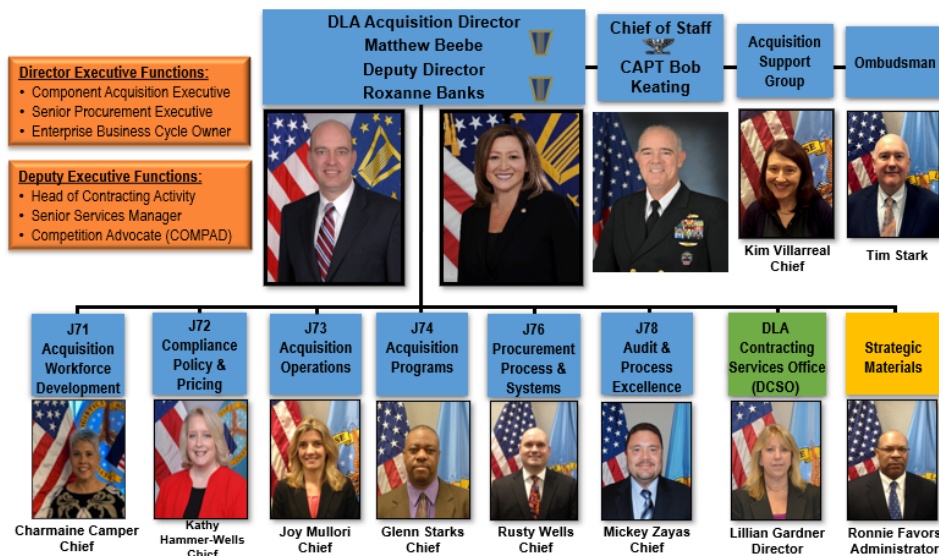 DLA Acquisition Director
Matthew Beebe
Deputy Director
Roxanne Banks
Chief of Staff
CAPT Bob
Keating
Acquisition
Support
Group
Ombudsman
Director Executive Functions:
• Component Acquisition Executive
• Senior Procurement Executive
• Enterprise Business Cycle Owner
Deputy Executive Functions:
• Head of Contracting Activity
• Senior Services Manager
• Competition Advocate (COMPAD)
Kim Villarreal
Chief
Tim Stark
J71
Acquisition
Workforce
Development
J72
Compliance
Policy &
Pricing
J73
Acquisition
Operations
J74
Acquisition
Programs
J76
Procurement
Process &
Systems
J78
Audit &
Process
Excellence
DLA
Contracting
Services Office
(DCSO)
Strategic
Materials
Charmaine Camper
Chief
Kathy
Hammer-Wells
Chief
Joy Mullori
Chief
Glenn Starks
Chief
Rusty Wells
Chief
Mickey Zayas
Chief
Lillian Gardner
Director
Ronnie Favors
Administrator